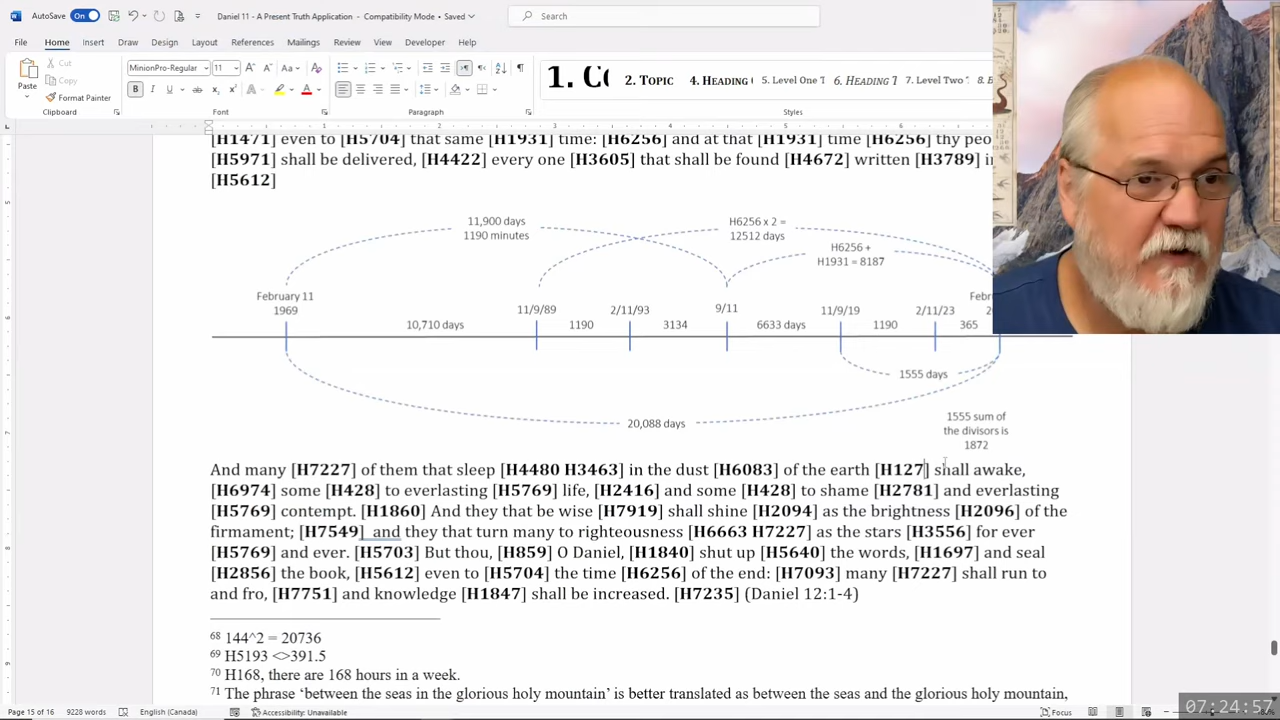 AutoSave On Daniel 11 - A Present Truth Application - Compatibility Mode • Saved Search
File Home Insert Draw Design Layout References Mailings Review View Developer Help
Cut
Copy
Format Painter
Paste
Clipboard
MinionPro-Regular 11
Font
Paragraph
1. Co 2. TOPIC 4. HEADING 5. Level One 'I 6. HEADING 7. Level Two
Styles
[H1471] even to [H5704] that same [H1931] time: [H6256] and at that [H1931] time [H6256] thy peo
[H5971] shall be delivered, [H4422] every one [H3605] that shall be found [H4672] written [H3789] i
[H5612]
11,900 days
1190 minutes
H6256 x 2 =
12512 days
H6256 +
H1931 = 8187
February 11
1969
11/9/89
2/11/93
9/11
11/9/19
2/11/23
Febr
10,710 days
1190
3134
6633 days
1190
365
1555 days
20,088 days
1555 sum of
the divisors is
1872
And many [H7227] of them that sleep [H4480 H3463] in the dust [H6083] of the earth [H127] shall awake,
[H6974] some [H428] to everlasting [H5769] life, [H2416] and some [H428] to shame [H2781] and everlasting
[H5769] contempt. [H1860] And they that be wise [H7919] shall shine [H2094] as the brightness [H2096] of the
firmament; [H7549] and they that turn many to righteousness [H6663 H7227] as the stars [H3556] for ever
[H5769] and ever. [H5703] But thou, [H859] O Daniel, [H1840] shut up [H5640] the words, [H1697] and seal
[H2856] the book, [H5612] even to [H5704] the time [H6256] of the end: [H7093] many [H7227] shall run to
and fro, [H7751] and knowledge [H1847] shall be increased. [H7235] (Daniel 12:1-4)
68 144^2 = 20736
69 H5193 <>391.5
70 H168, there are 168 hours in a week.
71 The phrase ‘between the seas in the glorious holy mountain’ is better translated as between the seas and the glorious holy mountain,
Page 15 of 16 9228 words English (Canada) Accessibility: Unavailable Focus
07:24:57